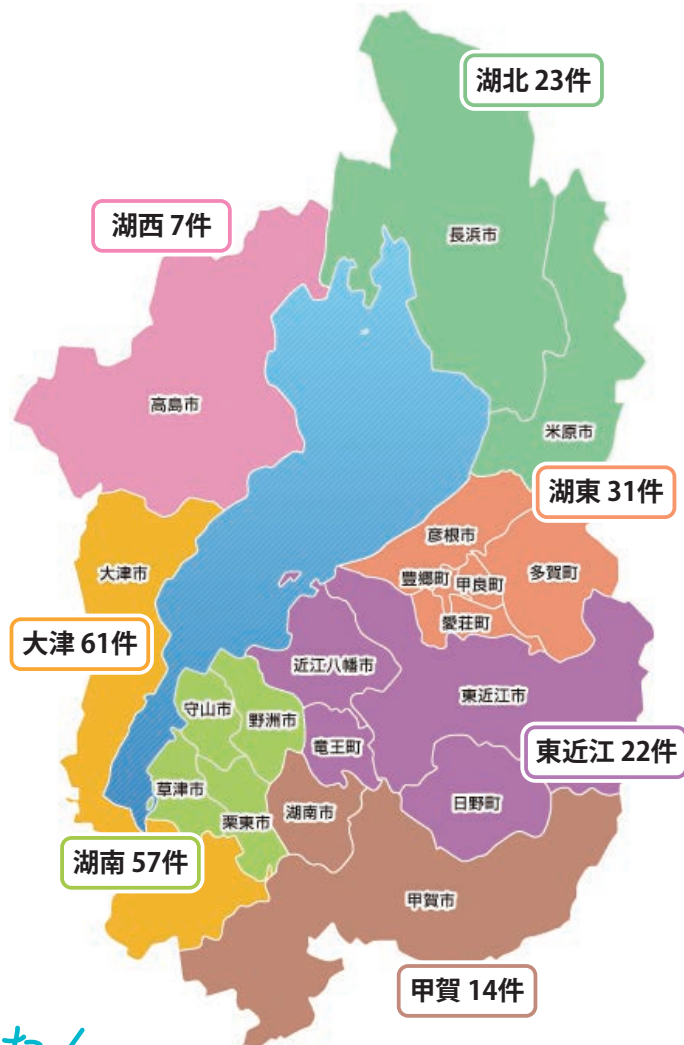 湖北 23件
長浜市
湖西 7件
高島市
米原市
湖東 31件
彦根市
多賀町
豊郷町
甲良町
愛荘町
大津市
大津 61件
近江八幡市
東近江市
守山市
野洲市
竜王町
東近江 22件
草津市
栗東市
湖南市
日野町
湖南 57件
甲賀市
甲賀 14件